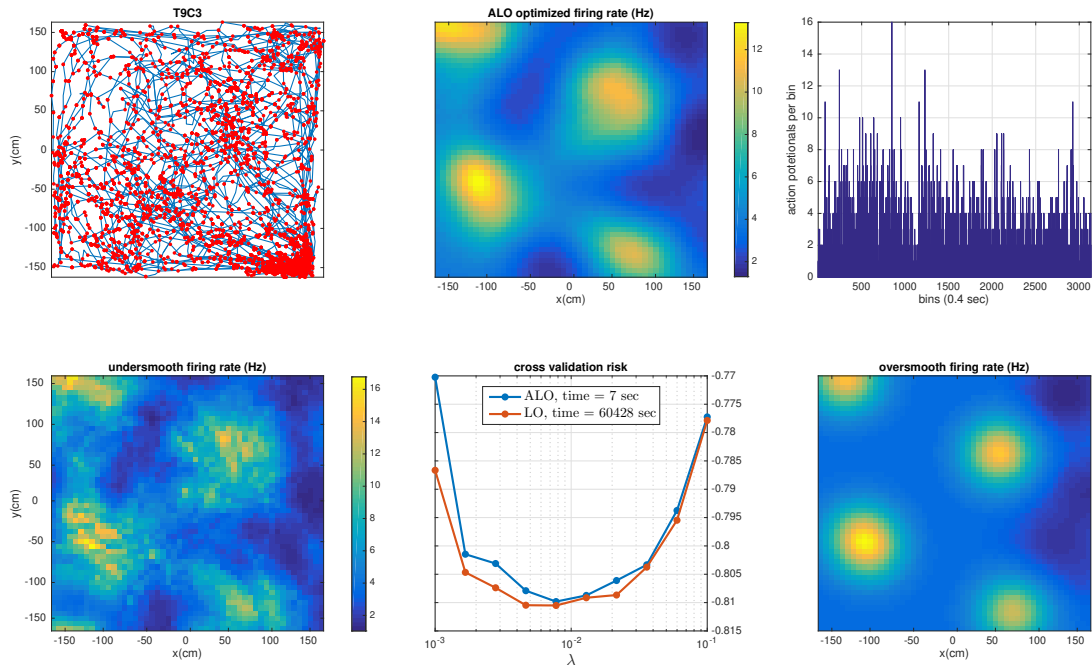 T9C3
150
100
50
0
-50
-100
-150
y(cm)
-150 -100 -50 0 50 100 150
ALO optimized firing rate (Hz)
-150 -100 -50 0 50 100 150
x(cm)
12
10
8
6
4
2
16
14
12
10
8
6
4
2
0
action potetionals per bin
500 1000 1500 2000 2500 3000
bins (0.4 sec)
undersmooth firing rate (Hz)
150
100
50
0
-50
-100
-150
y(cm)
-150 -100 -50 0 50 100 150
x(cm)
16
14
12
10
8
6
4
2
cross validation risk
ALO, time = 7 sec
LO, time = 60428 sec
-0.77
-0.775
-0.78
-0.785
-0.79
-0.795
-0.8
-0.805
-0.81
-0.815
10⁻³ 10⁻² 10⁻¹
λ
oversmooth firing rate (Hz)
-150 -100 -50 0 50 100 150
x(cm)